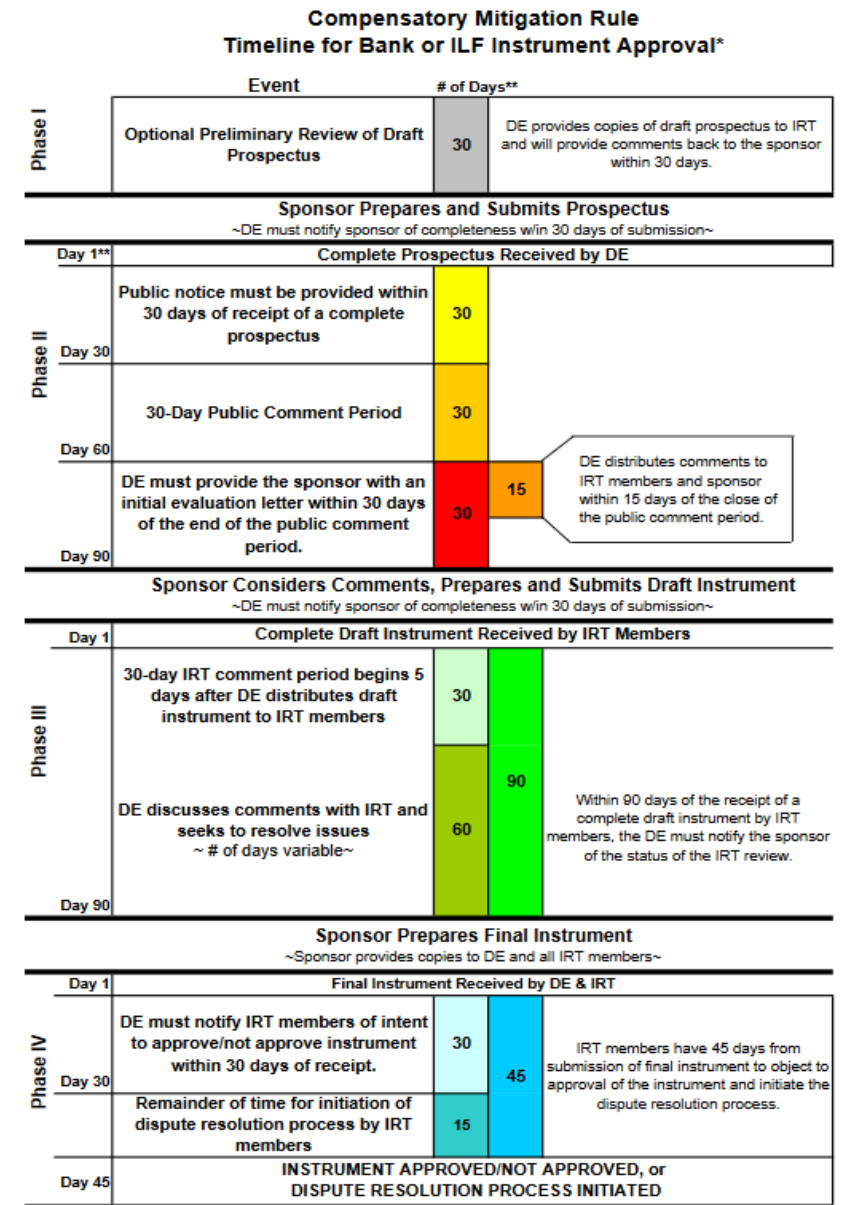 Compensatory Mitigation Rule
Timeline for Bank or ILF Instrument Approval*
Event
# of Days**
Phase I
Optional Preliminary Review of Draft
Prospectus
30
DE provides copies of draft prospectus to IRT
and will provide comments back to the sponsor
within 30 days.
Sponsor Prepares and Submits Prospectus
~DE must notify sponsor of completeness w/in 30 days of submission~
Phase II
Day 1**
Complete Prospectus Received by DE
Public notice must be provided within
30 days of receipt of a complete
prospectus
30
Day 30
30-Day Public Comment Period
30
Day 60
DE must provide the sponsor with an
initial evaluation letter within 30 days
of the end of the public comment
period.
30
15
DE distributes comments to
IRT members and sponsor
within 15 days of the close of
the public comment period.
Day 90
Sponsor Considers Comments, Prepares and Submits Draft Instrument
~DE must notify sponsor of completeness w/in 30 days of submission~
Phase III
Day 1
Complete Draft Instrument Received by IRT Members
30-day IRT comment period begins 5
days after DE distributes draft
instrument to IRT members
30
90
DE discusses comments with IRT and
seeks to resolve issues
~ # of days variable~
60
Within 90 days of the receipt of a
complete draft instrument by IRT
members, the DE must notify the sponsor
of the status of the IRT review.
Day 90
Sponsor Prepares Final Instrument
~Sponsor provides copies to DE and all IRT members~
Phase IV
Day 1
Final Instrument Received by DE & IRT
DE must notify IRT members of intent
to approve/not approve instrument
within 30 days of receipt.
30
45
IRT members have 45 days from
submission of final instrument to object to
approval of the instrument and initiate the
dispute resolution process.
Day 30
Remainder of time for initiation of
dispute resolution process by IRT
members
15
Day 45
INSTRUMENT APPROVED/NOT APPROVED, or
DISPUTE RESOLUTION PROCESS INITIATED